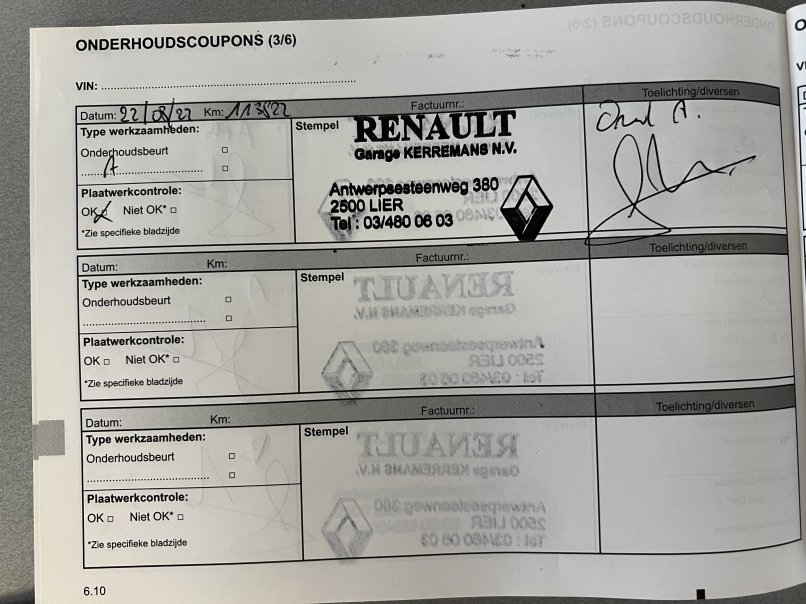 ONDERHOUDSCOUPONS (3/6)
VIN: ....................................
Datum: 22/8/22 Km: 113822 Factuurnr.: Toelichting/diversen
Type werkzaamheden:
Onderhoudsbeurt □
....A.... □
Plaatwerkcontrole:
OK □ Niet OK* □
*Zie specifieke bladzijde
Stempel
RENAULT
Garage KERREMANS N.V.
Antwerpsesteenweg 380
2500 LIER
Tel : 03/480 06 03
A.
Datum: Km: Factuurnr.: Toelichting/diversen
Type werkzaamheden:
Onderhoudsbeurt □
.................... □
Plaatwerkcontrole:
OK □ Niet OK* □
*Zie specifieke bladzijde
Stempel
Datum: Km: Factuurnr.: Toelichting/diversen
Type werkzaamheden:
Onderhoudsbeurt □
.................... □
Plaatwerkcontrole:
OK □ Niet OK* □
*Zie specifieke bladzijde
Stempel
6.10